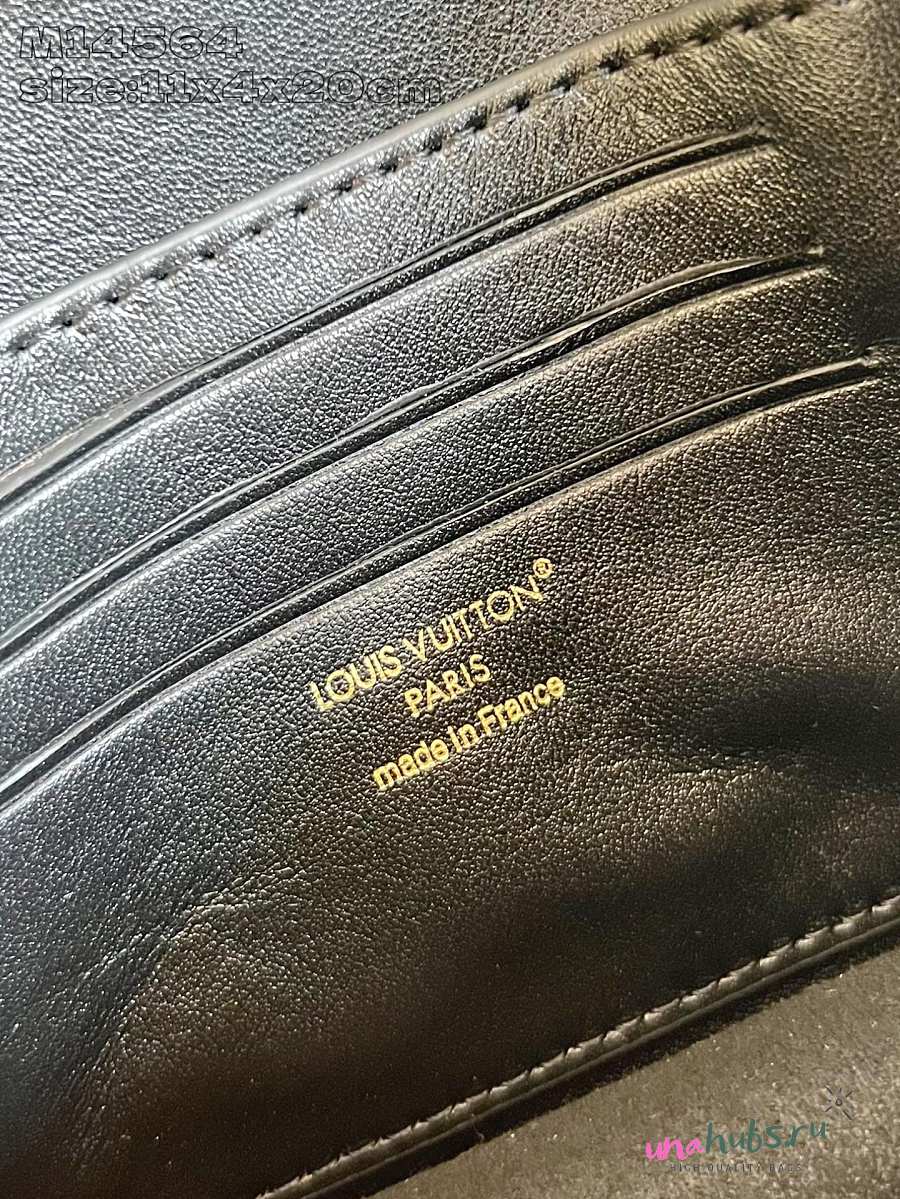 M14564
size:11x4x20cm
LOUIS VUITTON®
PARIS
made in France
unahubs.ru
HIGH QUALITY BAGS